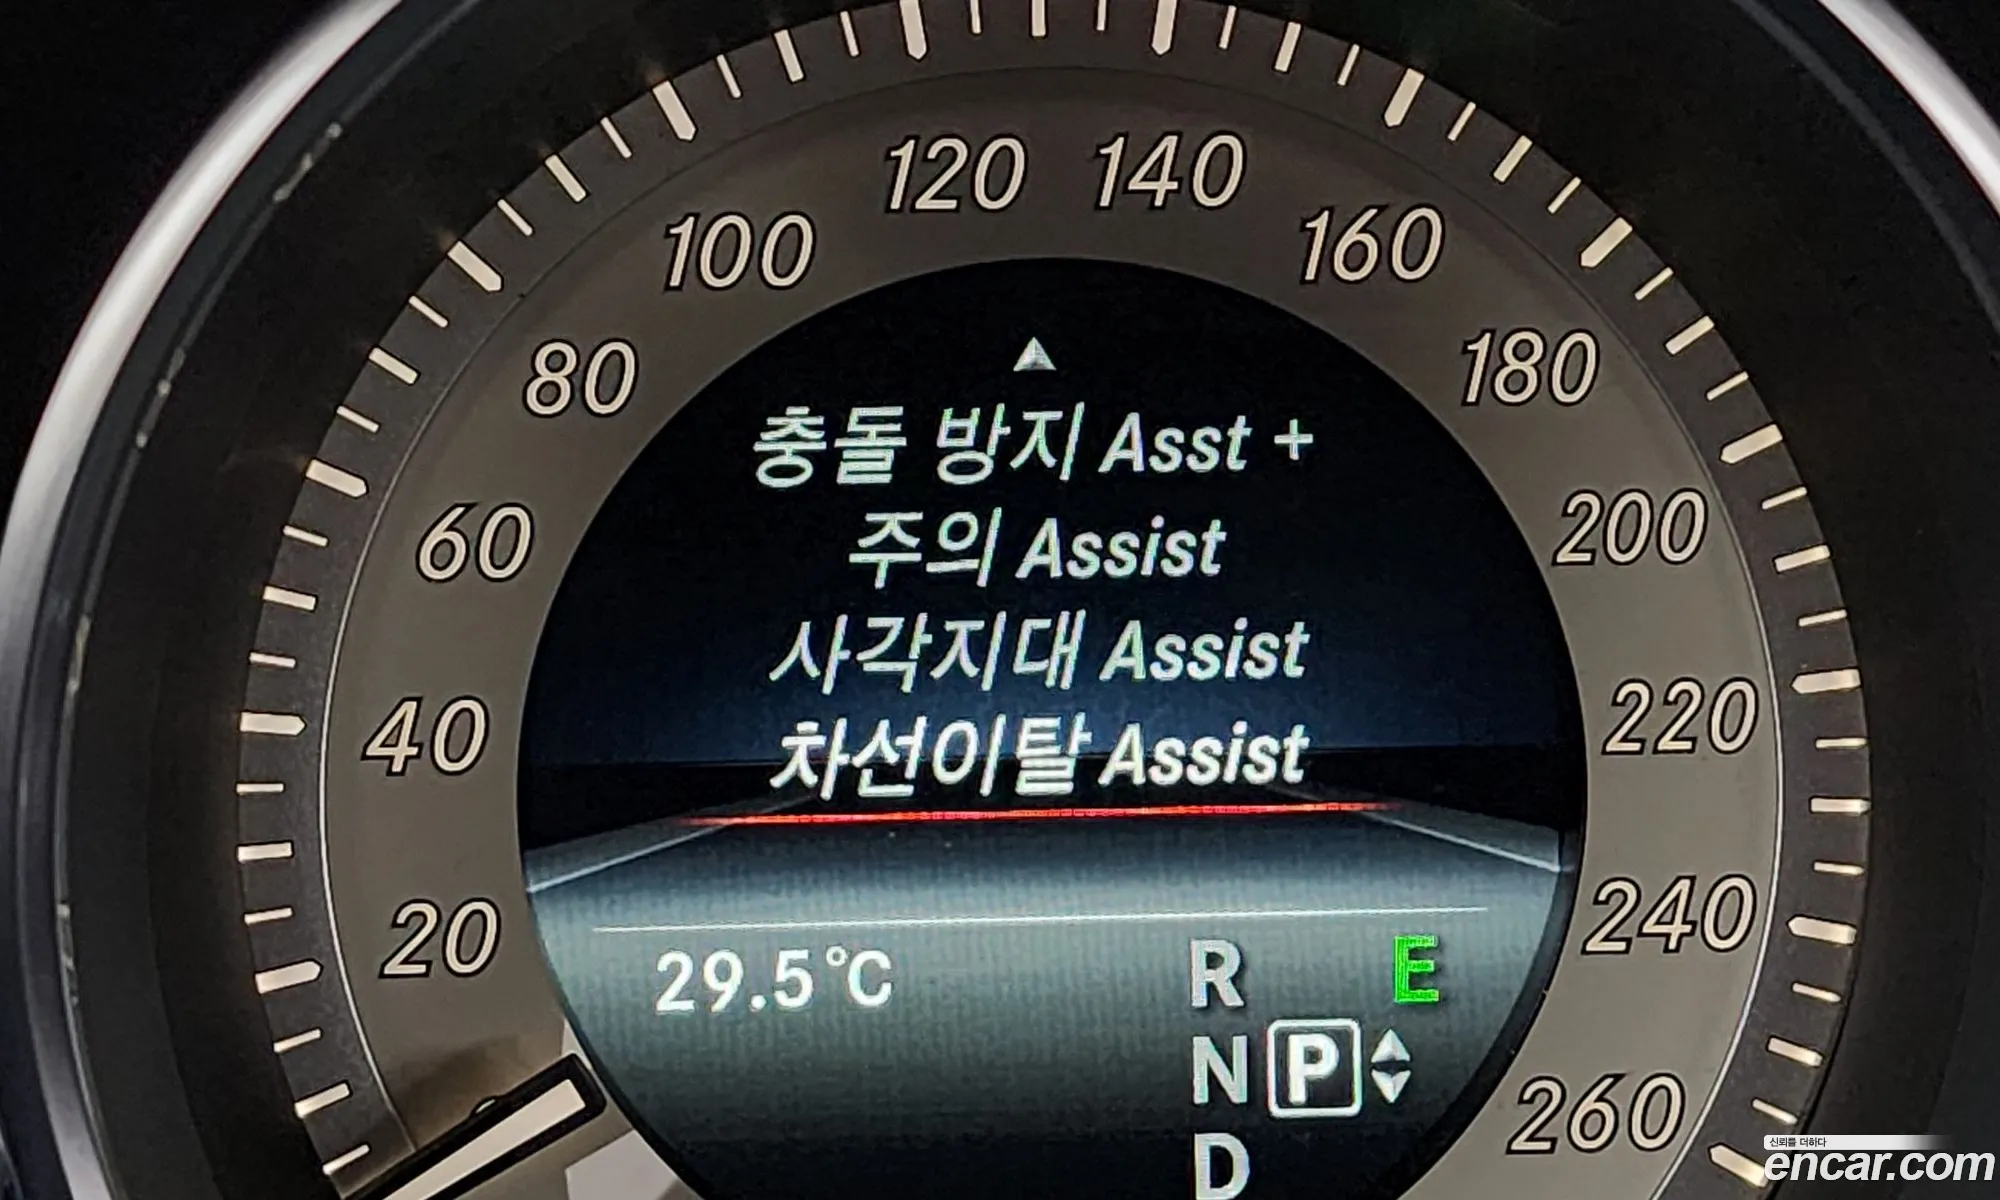 120 140
100 160
80 180
충돌 방지 Asst +
60 200
주의 Assist
사각지대 Assist
40 220
차선이탈 Assist
20 240
29.5°C R E
N P
260
D
신뢰를 더하다
encar.com